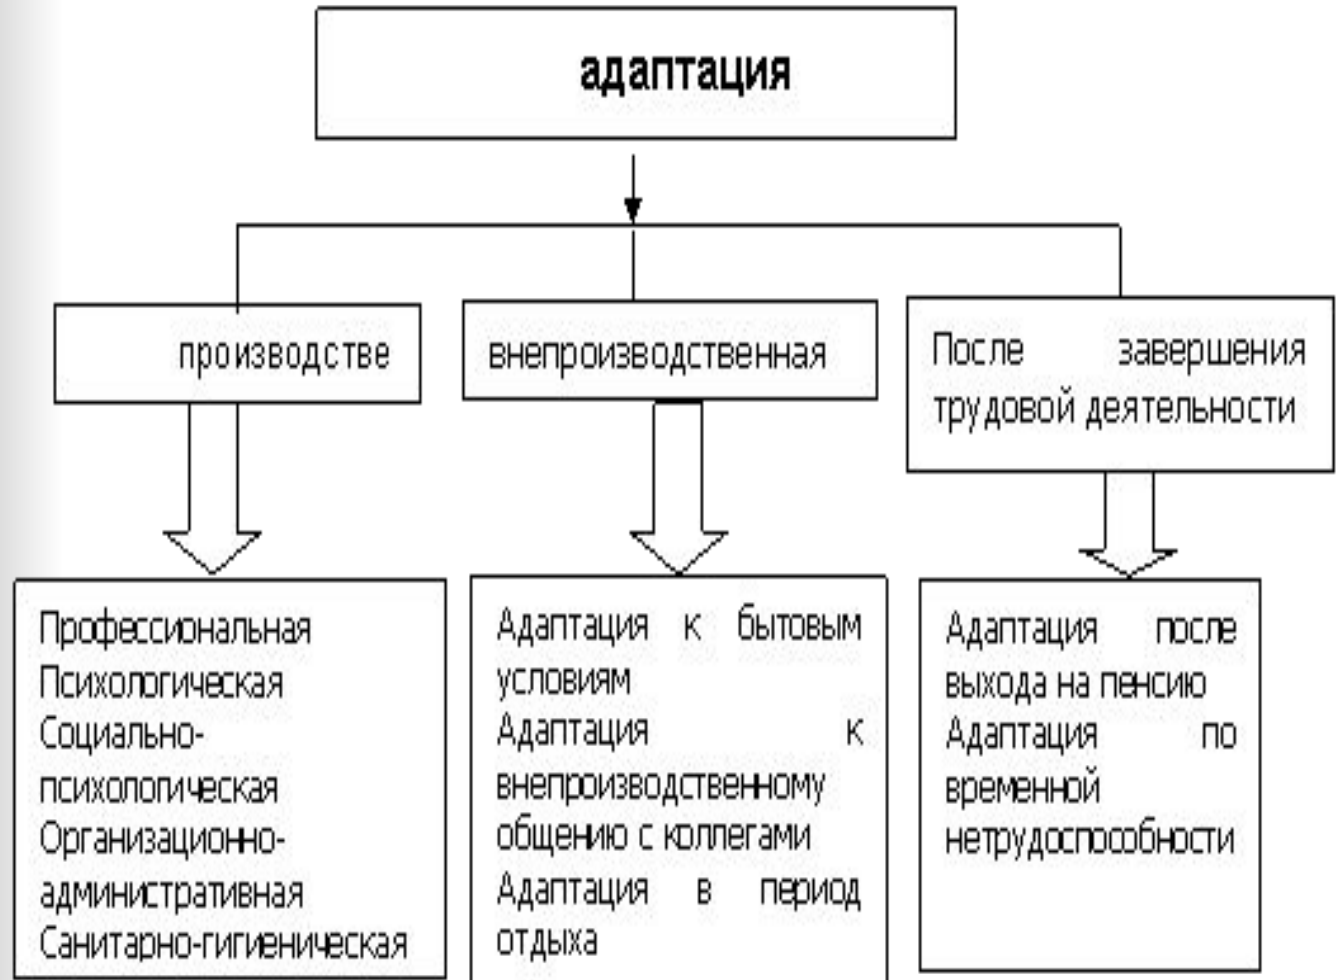 адаптация
производстве
внепроизводственная
После завершения
трудовой деятельности
Профессиональная
Психологическая
Социально-
психологическая
Организационно-
административная
Санитарно-гигиеническая
Адаптация к бытовым
условиям
Адаптация к
внепроизводственному
общению с коллегами
Адаптация в период
отдыха
Адаптация после
выхода на пенсию
Адаптация по
временной
нетрудоспособности